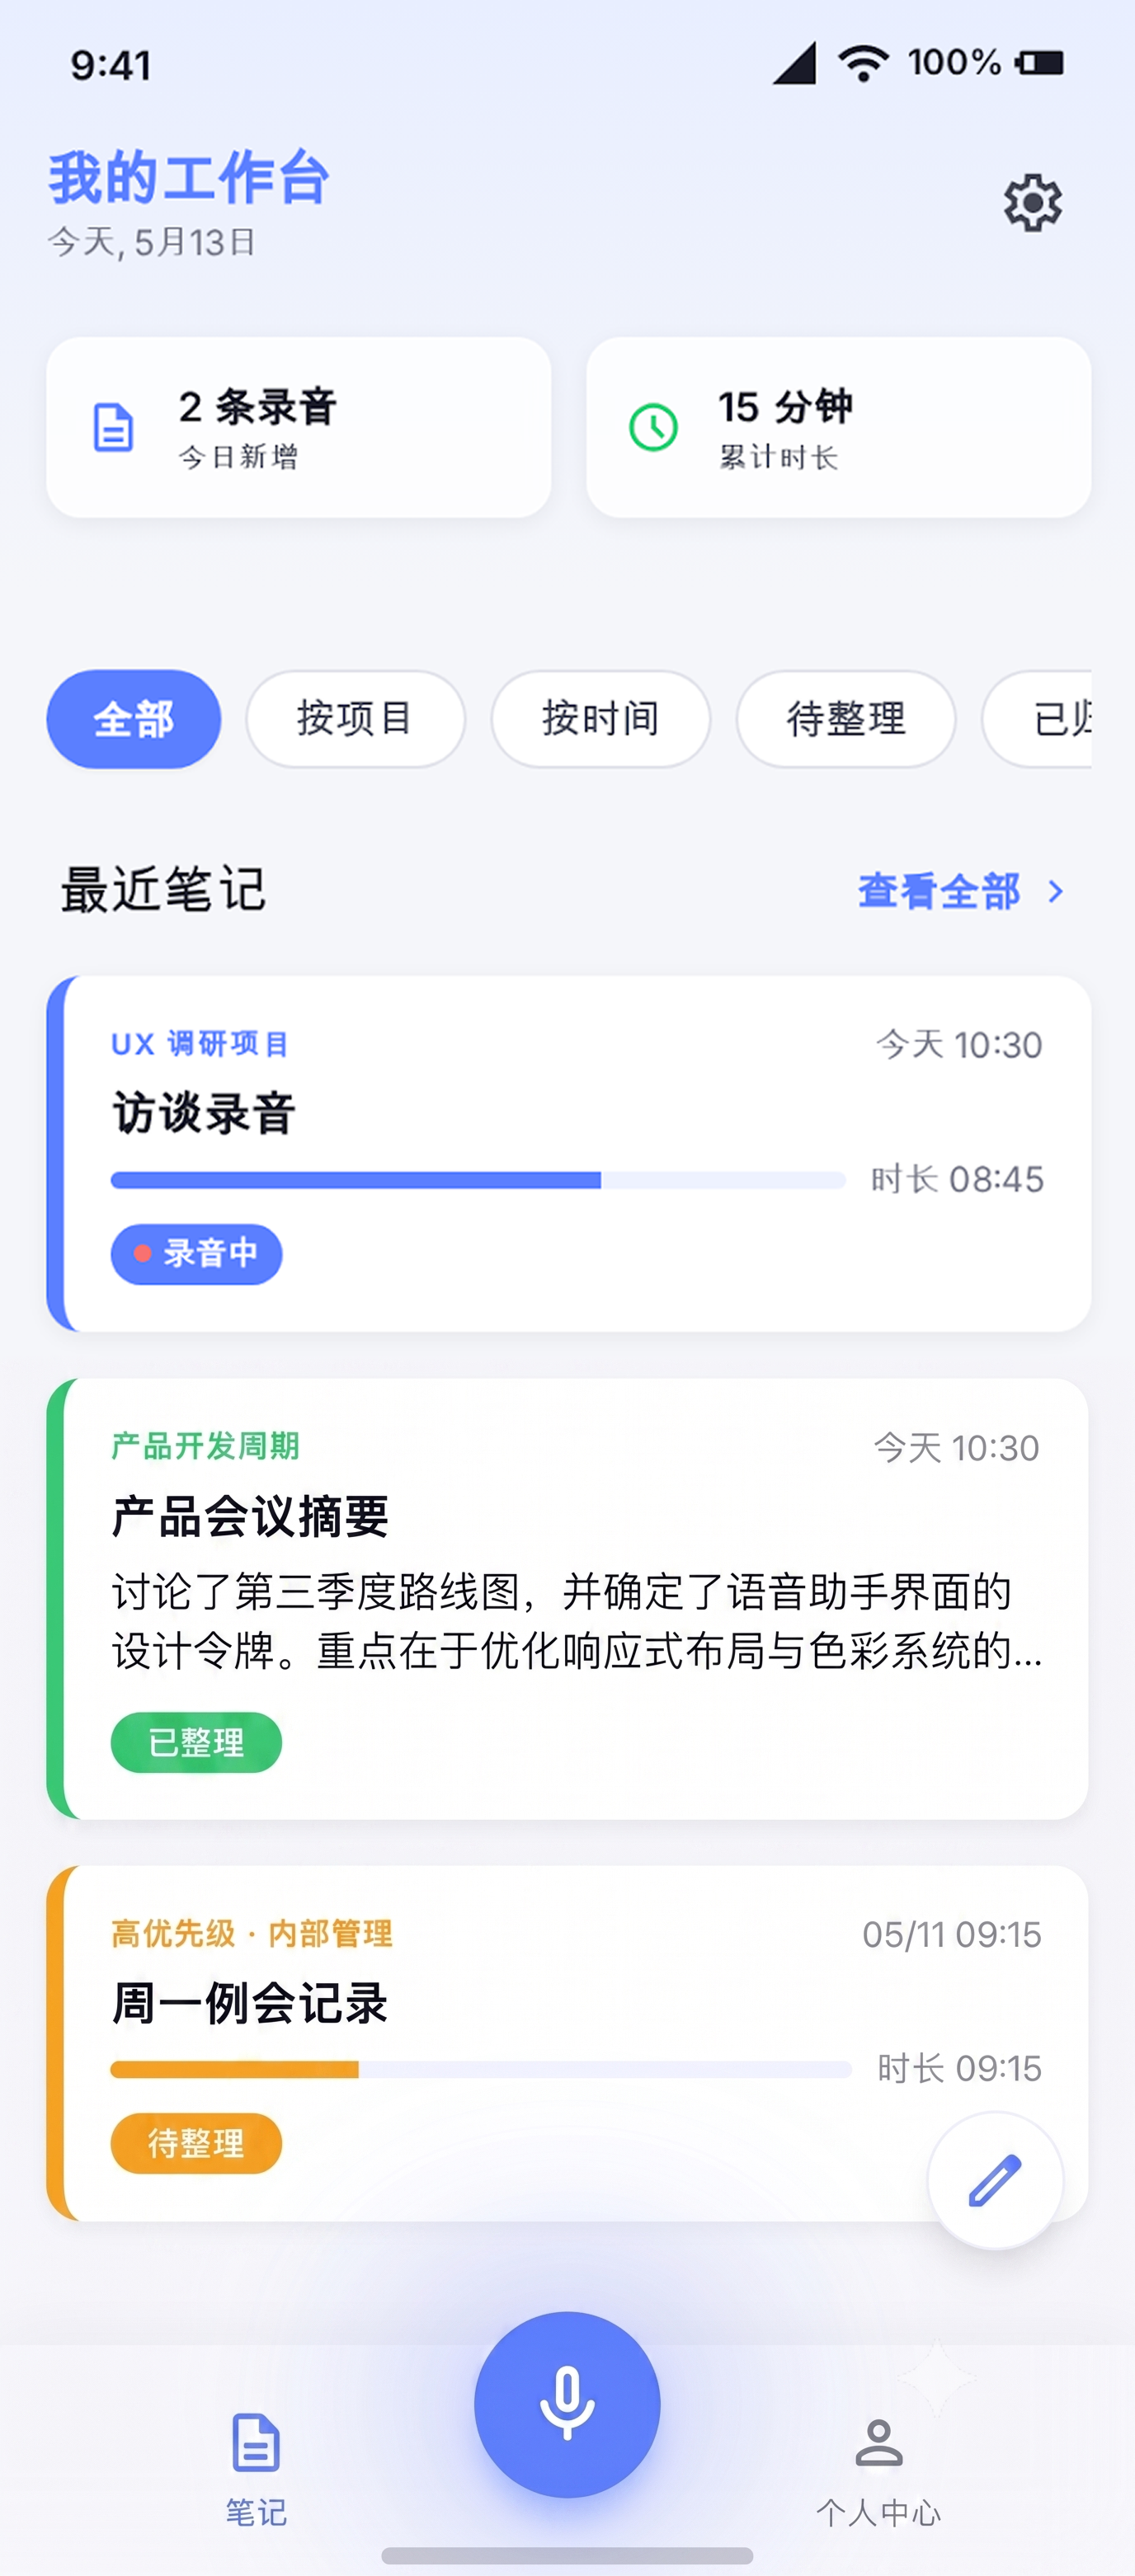 9:41 100%
我的工作台
今天, 5月13日
2 条录音
今日新增
15 分钟
累计时长
全部 按项目 按时间 待整理 已归
最近笔记 查看全部
UX 调研项目 今天 10:30
访谈录音
时长 08:45
录音中
产品开发周期 今天 10:30
产品会议摘要
讨论了第三季度路线图，并确定了语音助手界面的
设计令牌。重点在于优化响应式布局与色彩系统的...
已整理
高优先级 · 内部管理 05/11 09:15
周一例会记录
时长 09:15
待整理
笔记 个人中心